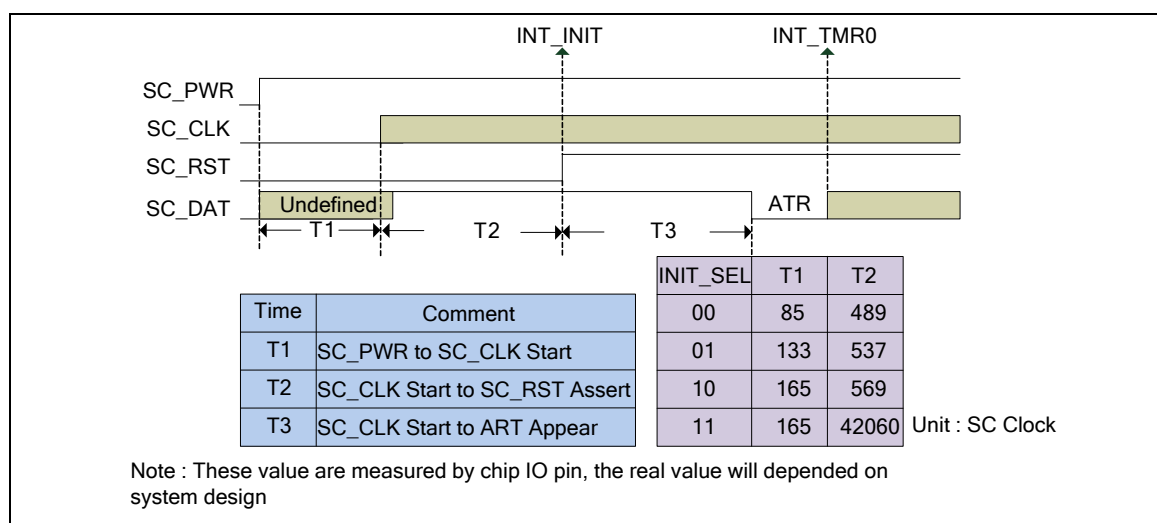 INT_INIT INT_TMR0
SC_PWR
SC_CLK
SC_RST
SC_DAT Undefined ATR
T1 T2 T3
INIT_SEL T1 T2
00 85 489
01 133 537
10 165 569
11 165 42060 Unit : SC Clock
Time Comment
T1 SC_PWR to SC_CLK Start
T2 SC_CLK Start to SC_RST Assert
T3 SC_CLK Start to ART Appear
Note : These value are measured by chip IO pin, the real value will depended on
system design